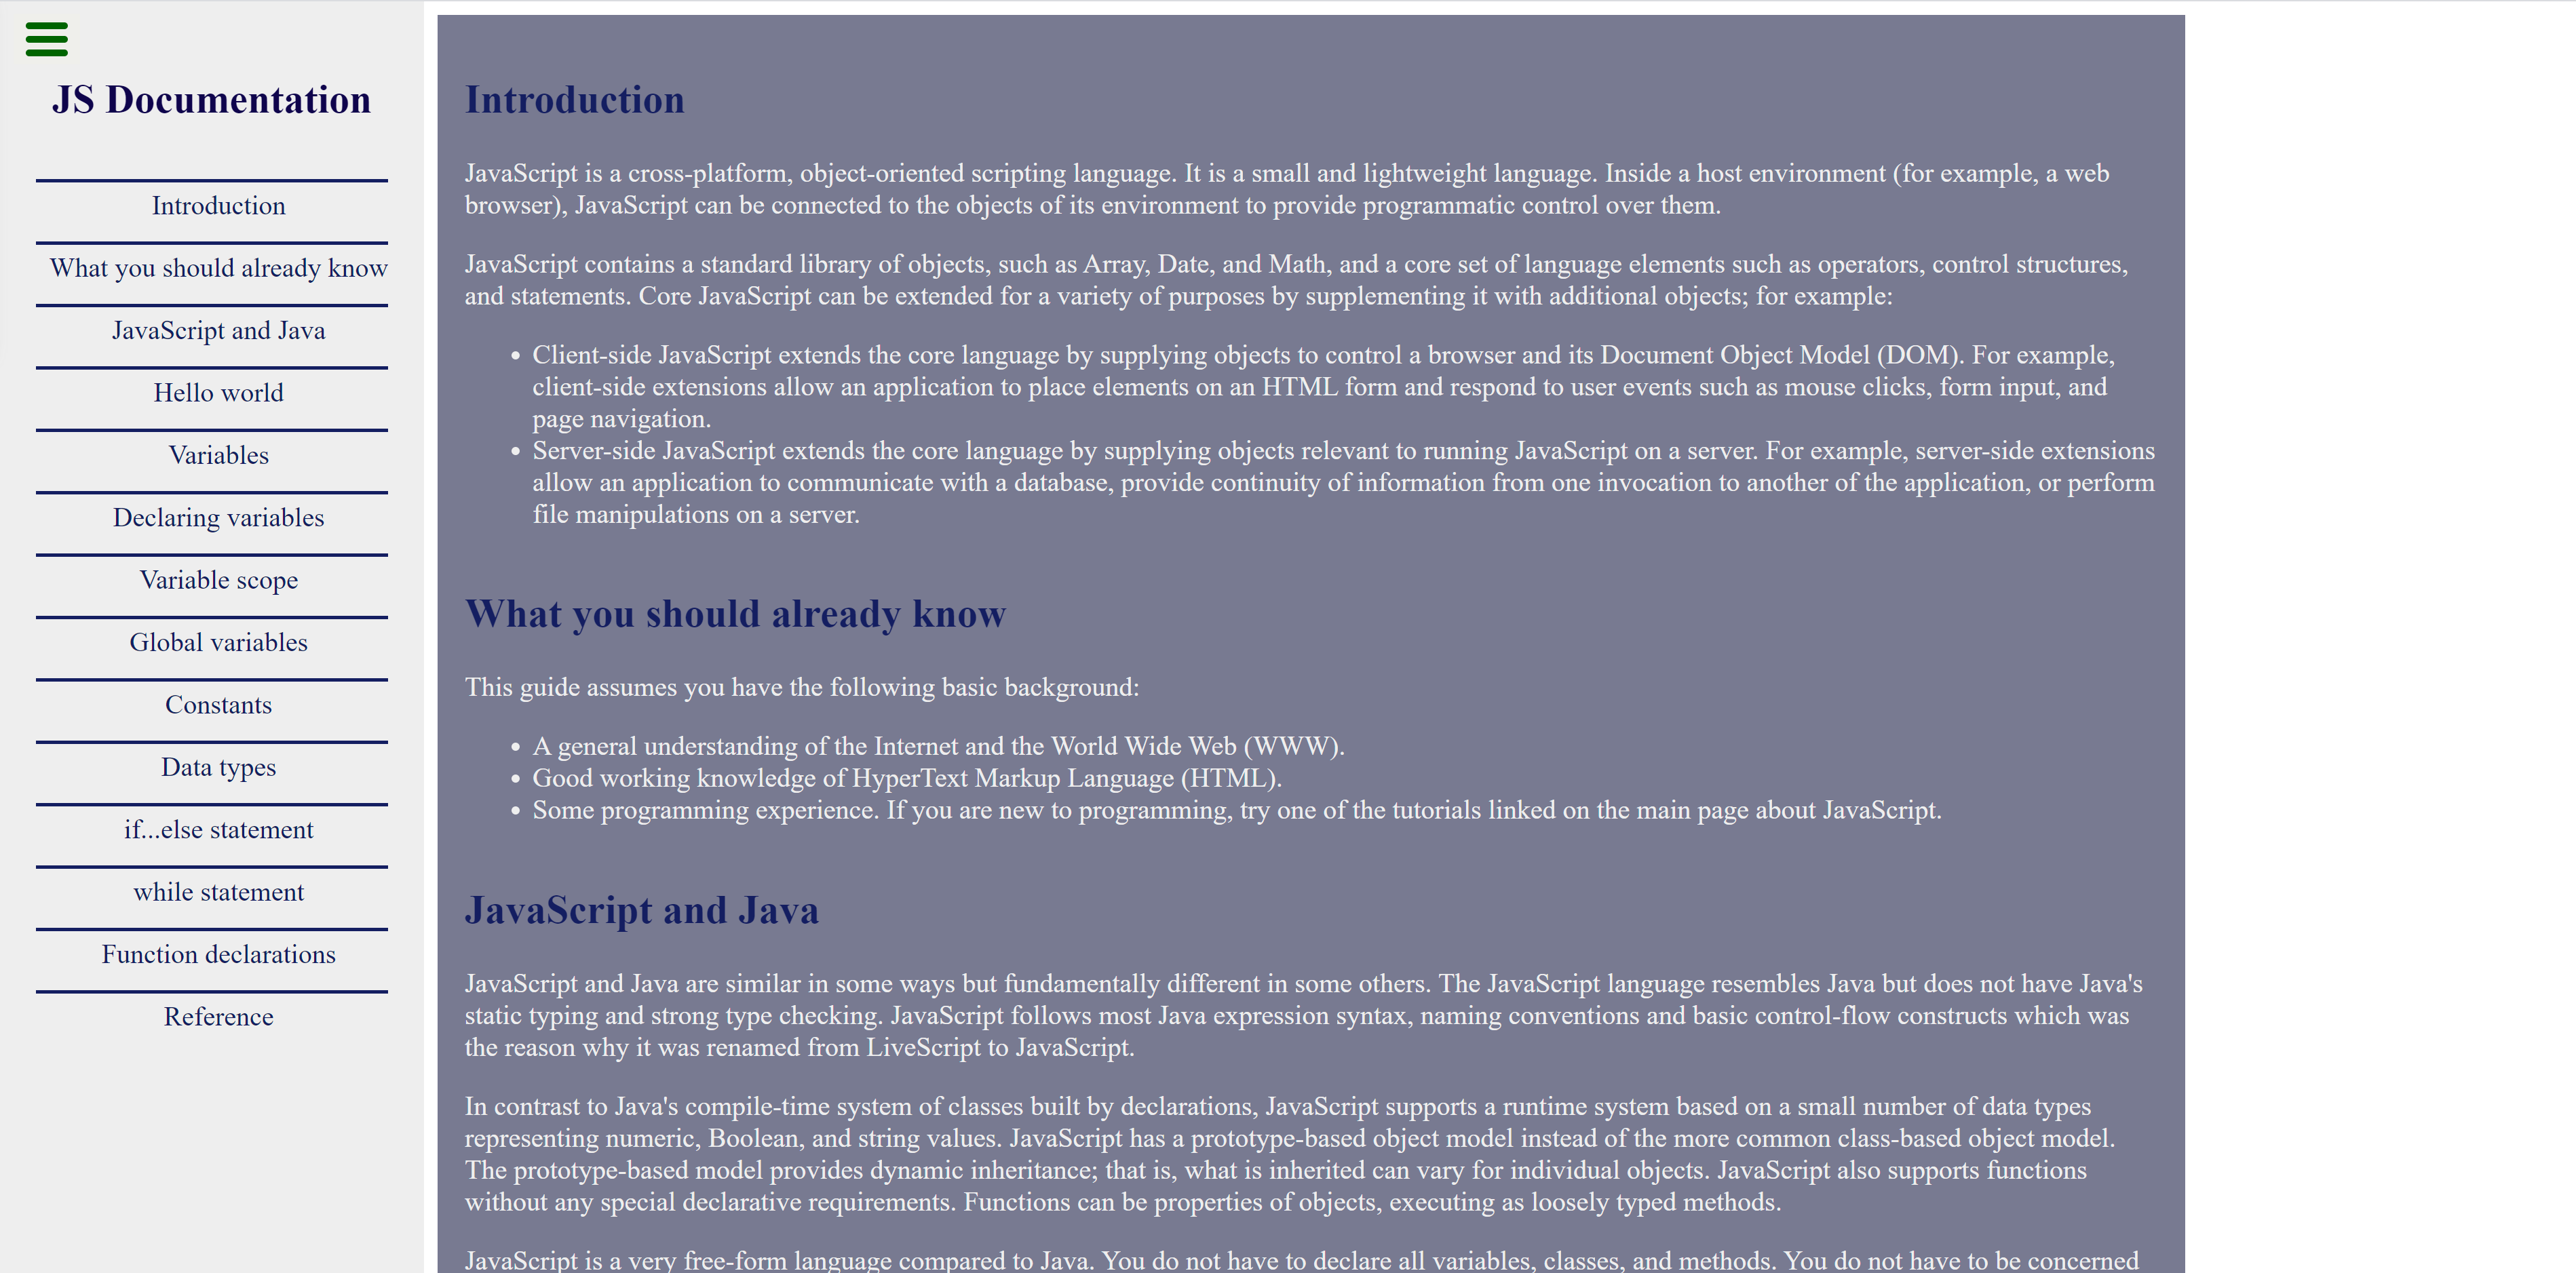 JS Documentation
Introduction
What you should already know
JavaScript and Java
Hello world
Variables
Declaring variables
Variable scope
Global variables
Constants
Data types
if...else statement
while statement
Function declarations
Reference
Introduction
JavaScript is a cross-platform, object-oriented scripting language. It is a small and lightweight language. Inside a host environment (for example, a web
browser), JavaScript can be connected to the objects of its environment to provide programmatic control over them.
JavaScript contains a standard library of objects, such as Array, Date, and Math, and a core set of language elements such as operators, control structures,
and statements. Core JavaScript can be extended for a variety of purposes by supplementing it with additional objects; for example:
• Client-side JavaScript extends the core language by supplying objects to control a browser and its Document Object Model (DOM). For example,
client-side extensions allow an application to place elements on an HTML form and respond to user events such as mouse clicks, form input, and
page navigation.
• Server-side JavaScript extends the core language by supplying objects relevant to running JavaScript on a server. For example, server-side extensions
allow an application to communicate with a database, provide continuity of information from one invocation to another of the application, or perform
file manipulations on a server.
What you should already know
This guide assumes you have the following basic background:
• A general understanding of the Internet and the World Wide Web (WWW).
• Good working knowledge of HyperText Markup Language (HTML).
• Some programming experience. If you are new to programming, try one of the tutorials linked on the main page about JavaScript.
JavaScript and Java
JavaScript and Java are similar in some ways but fundamentally different in some others. The JavaScript language resembles Java but does not have Java's
static typing and strong type checking. JavaScript follows most Java expression syntax, naming conventions and basic control-flow constructs which was
the reason why it was renamed from LiveScript to JavaScript.
In contrast to Java's compile-time system of classes built by declarations, JavaScript supports a runtime system based on a small number of data types
representing numeric, Boolean, and string values. JavaScript has a prototype-based object model instead of the more common class-based object model.
The prototype-based model provides dynamic inheritance; that is, what is inherited can vary for individual objects. JavaScript also supports functions
without any special declarative requirements. Functions can be properties of objects, executing as loosely typed methods.
JavaScript is a very free-form language compared to Java. You do not have to declare all variables, classes, and methods. You do not have to be concerned